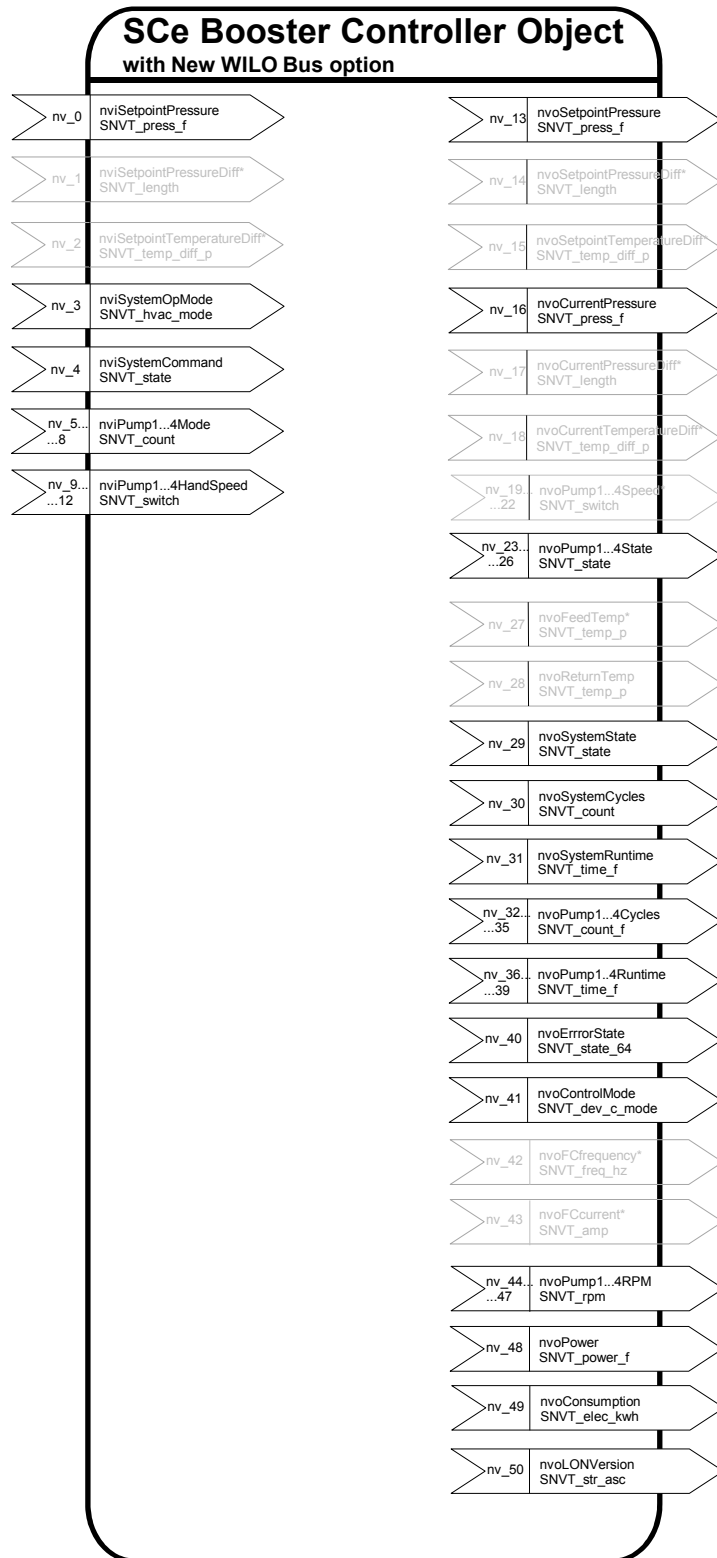 SCe Booster Controller Object
with New WILO Bus option
nv_0
nviSetpointPressure
SNVT_press_f
nv_1
nviSetpointPressureDiff*
SNVT_length
nv_2
nviSetpointTemperatureDiff*
SNVT_temp_diff_p
nv_3
nviSystemOpMode
SNVT_hvac_mode
nv_4
nviSystemCommand
SNVT_state
nv_5...
...8
nviPump1...4Mode
SNVT_count
nv_9...
...12
nviPump1...4HandSpeed
SNVT_switch
nv_13
nvoSetpointPressure
SNVT_press_f
nv_14
nvoSetpointPressureDiff*
SNVT_length
nv_15
nvoSetpointTemperatureDiff*
SNVT_temp_diff_p
nv_16
nvoCurrentPressure
SNVT_press_f
nv_17
nvoCurrentPressureDiff*
SNVT_length
nv_18
nvoCurrentTemperatureDiff*
SNVT_temp_diff_p
nv_19...
...22
nvoPump1...4Speed*
SNVT_switch
nv_23...
...26
nvoPump1...4State
SNVT_state
nv_27
nvoFeedTemp*
SNVT_temp_p
nv_28
nvoReturnTemp
SNVT_temp_p
nv_29
nvoSystemState
SNVT_state
nv_30
nvoSystemCycles
SNVT_count
nv_31
nvoSystemRuntime
SNVT_time_f
nv_32...
...35
nvoPump1...4Cycles
SNVT_count_f
nv_36...
...39
nvoPump1..4Runtime
SNVT_time_f
nv_40
nvoErrrorState
SNVT_state_64
nv_41
nvoControlMode
SNVT_dev_c_mode
nv_42
nvoFCfrequency*
SNVT_freq_hz
nv_43
nvoFCcurrent*
SNVT_amp
nv_44...
...47
nvoPump1...4RPM
SNVT_rpm
nv_48
nvoPower
SNVT_power_f
nv_49
nvoConsumption
SNVT_elec_kwh
nv_50
nvoLONVersion
SNVT_str_asc